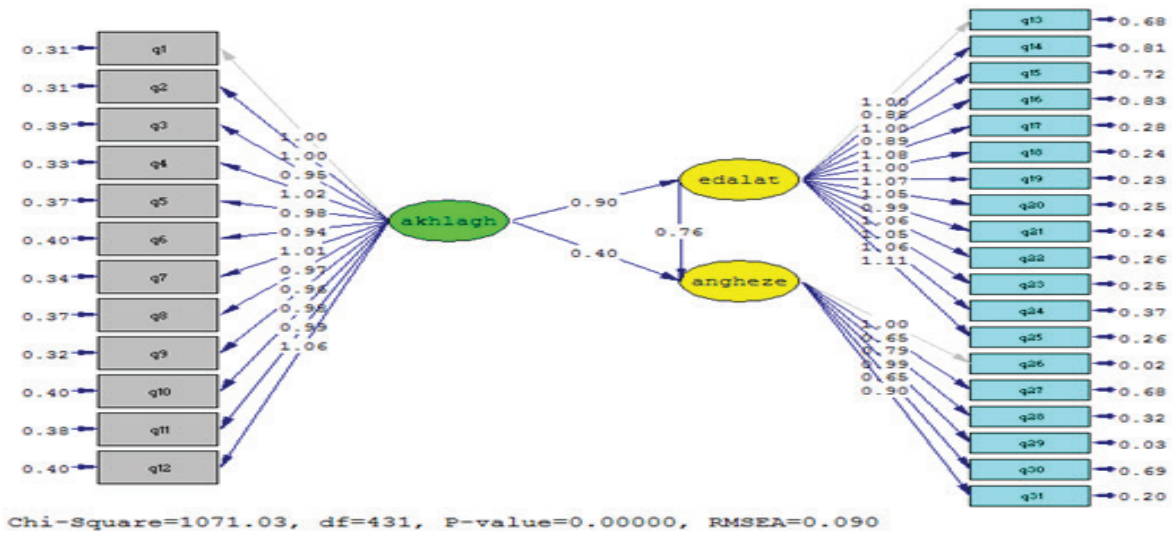 0.31 q1
0.31 q2
0.39 q3
0.33 q4
0.37 q5
0.40 q6
0.34 q7
0.37 q8
0.32 q9
0.40 q10
0.38 q11
0.40 q12
1.00
1.00
0.95
1.02
0.98
0.94
1.01
0.97
0.96
0.98
0.99
1.06
akhlagh
0.90
0.40
edalat
0.76
angheze
1.00
0.88
1.00
0.89
1.08
1.00
1.07
1.05
0.99
1.06
1.05
1.06
1.11
1.00
0.65
0.79
0.99
0.65
0.90
q13 0.68
q14 0.81
q15 0.72
q16 0.83
q17 0.28
q18 0.24
q19 0.23
q20 0.25
q21 0.24
q22 0.26
q23 0.25
q24 0.37
q25 0.26
q26 0.02
q27 0.68
q28 0.32
q29 0.03
q30 0.69
q31 0.20
Chi-Square=1071.03, df=431, P-value=0.00000, RMSEA=0.090